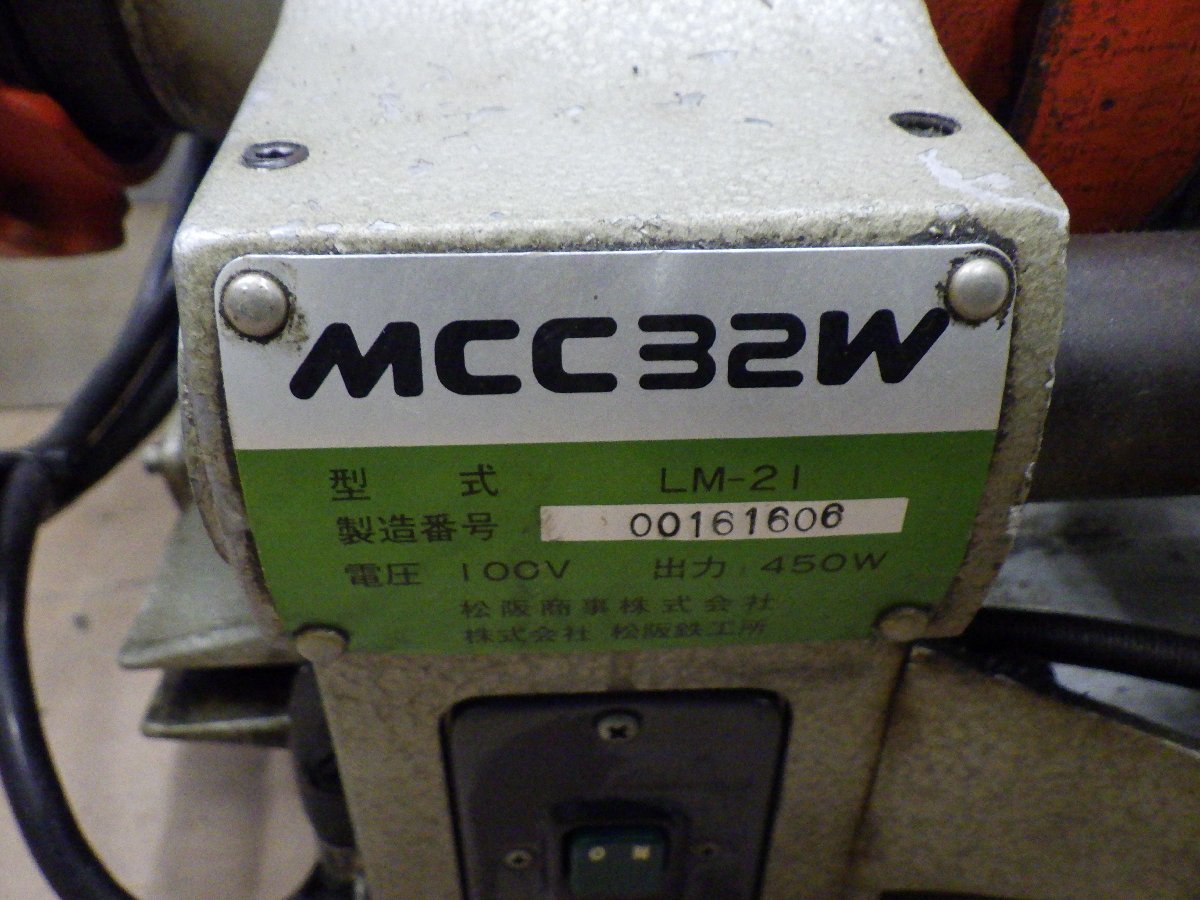 MCC32W
型式 LM-21
製造番号 00161606
電圧 100V 出力 450W
松阪商事株式会社
株式会社 松阪鉄工所